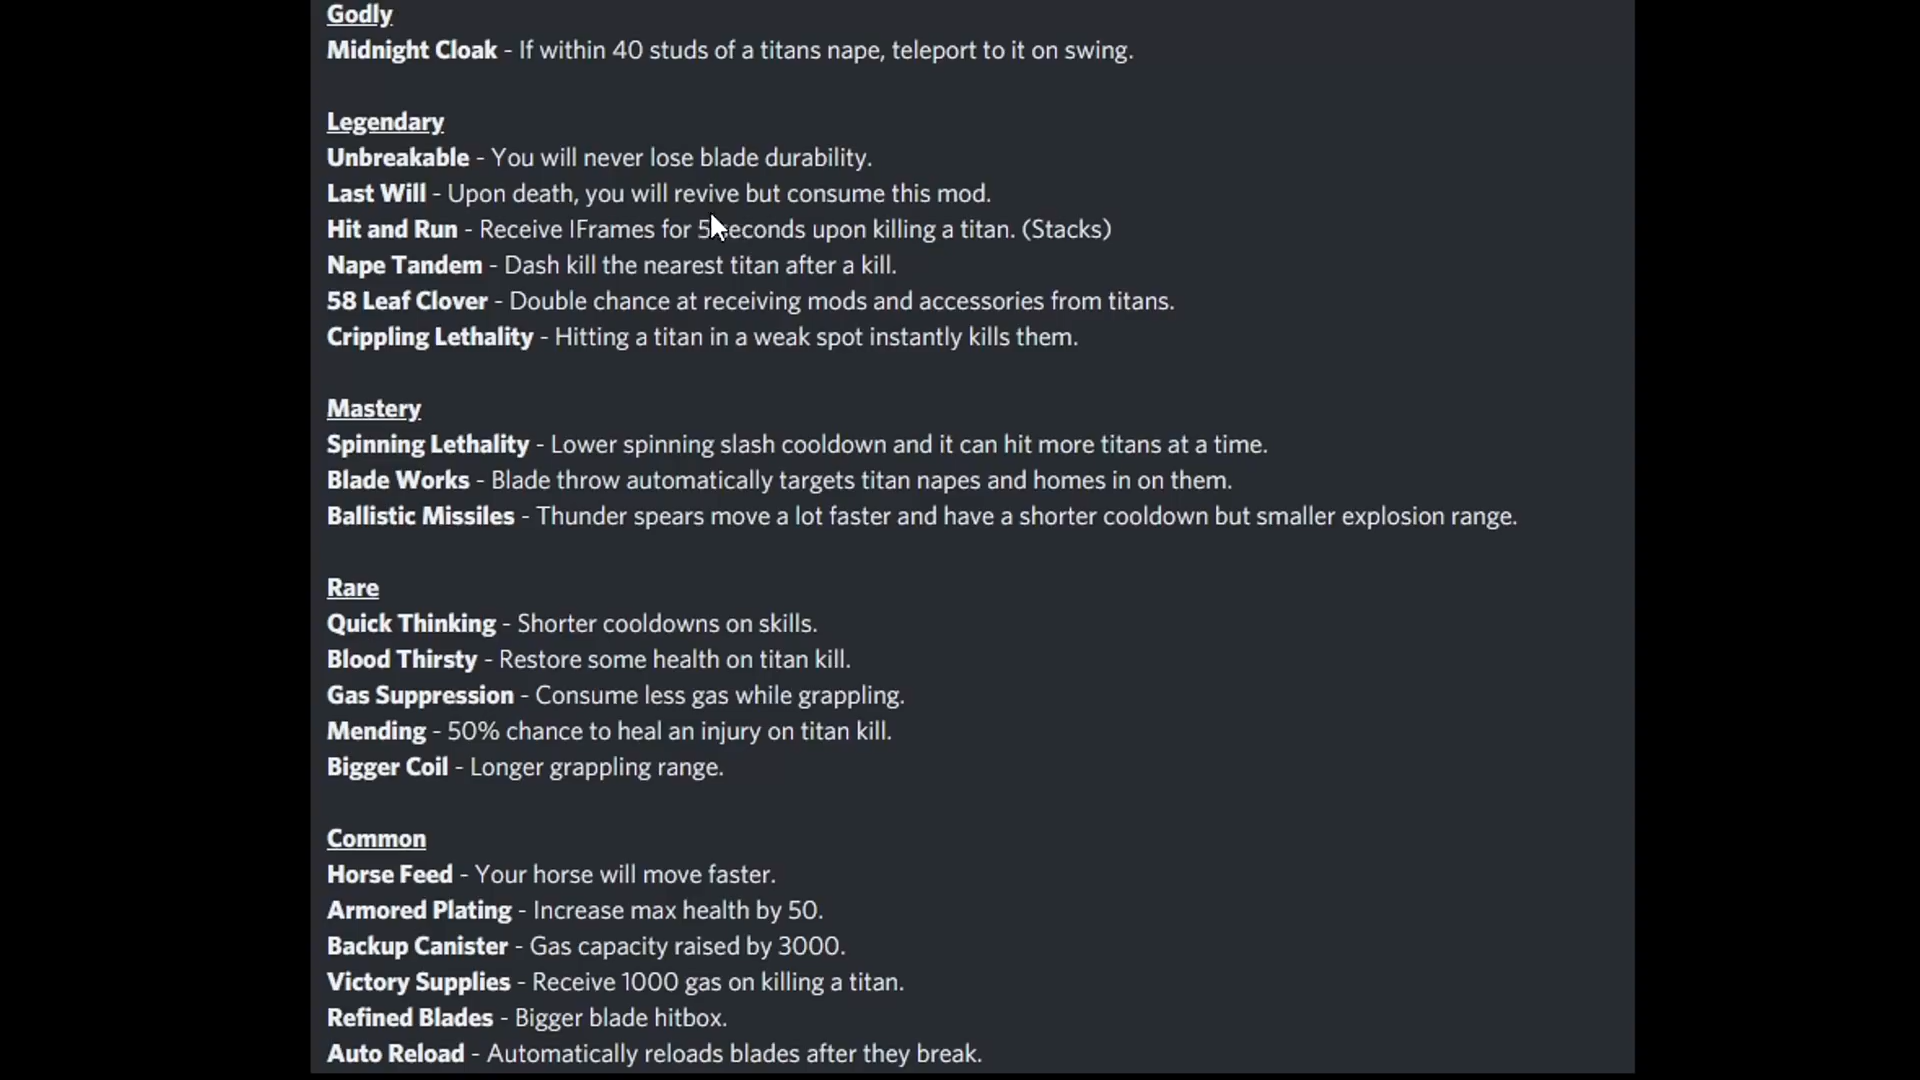 Godly
Midnight Cloak - If within 40 studs of a titans nape, teleport to it on swing.
Legendary
Unbreakable - You will never lose blade durability.
Last Will - Upon death, you will revive but consume this mod.
Hit and Run - Receive IFrames for 5 seconds upon killing a titan. (Stacks)
Nape Tandem - Dash kill the nearest titan after a kill.
58 Leaf Clover - Double chance at receiving mods and accessories from titans.
Crippling Lethality - Hitting a titan in a weak spot instantly kills them.
Mastery
Spinning Lethality - Lower spinning slash cooldown and it can hit more titans at a time.
Blade Works - Blade throw automatically targets titan napes and homes in on them.
Ballistic Missiles - Thunder spears move a lot faster and have a shorter cooldown but smaller explosion range.
Rare
Quick Thinking - Shorter cooldowns on skills.
Blood Thirsty - Restore some health on titan kill.
Gas Suppression - Consume less gas while grappling.
Mending - 50% chance to heal an injury on titan kill.
Bigger Coil - Longer grappling range.
Common
Horse Feed - Your horse will move faster.
Armored Plating - Increase max health by 50.
Backup Canister - Gas capacity raised by 3000.
Victory Supplies - Receive 1000 gas on killing a titan.
Refined Blades - Bigger blade hitbox.
Auto Reload - Automatically reloads blades after they break.